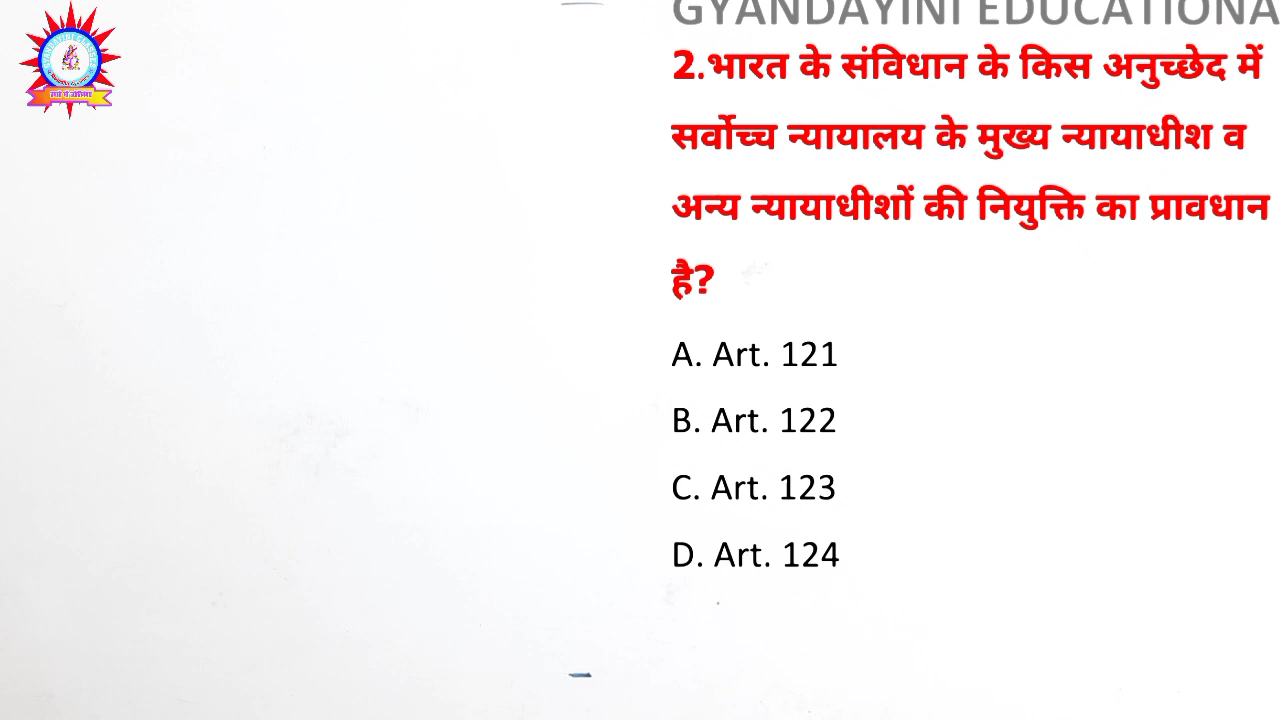 GYANDAYINI EDUCATIONA
2.भारत के संविधान के किस अनुच्छेद में
सर्वोच्च न्यायालय के मुख्य न्यायाधीश व
अन्य न्यायाधीशों की नियुक्ति का प्रावधान
है?
A. Art. 121
B. Art. 122
C. Art. 123
D. Art. 124